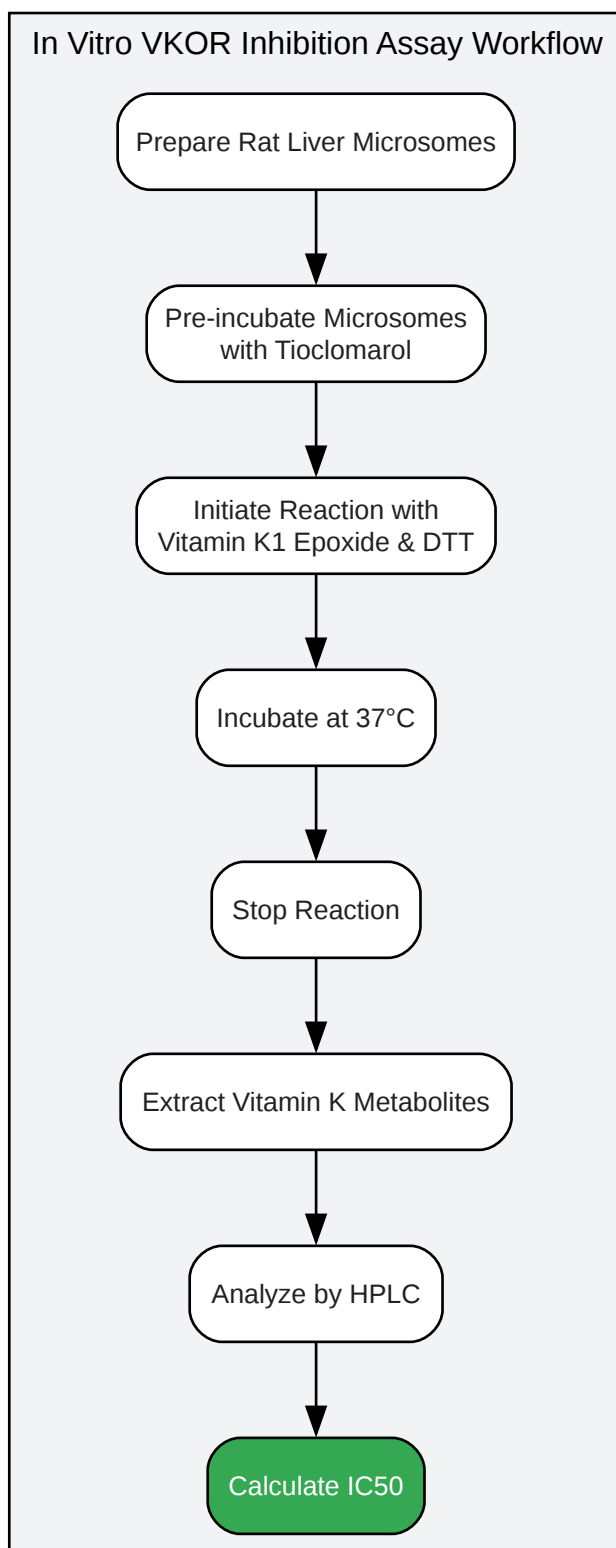 In Vitro VKOR Inhibition Assay Workflow
Prepare Rat Liver Microsomes
Pre-incubate Microsomes
with Tioclomarol
Initiate Reaction with
Vitamin K1 Epoxide & DTT
Incubate at 37°C
Stop Reaction
Extract Vitamin K Metabolites
Analyze by HPLC
Calculate IC50